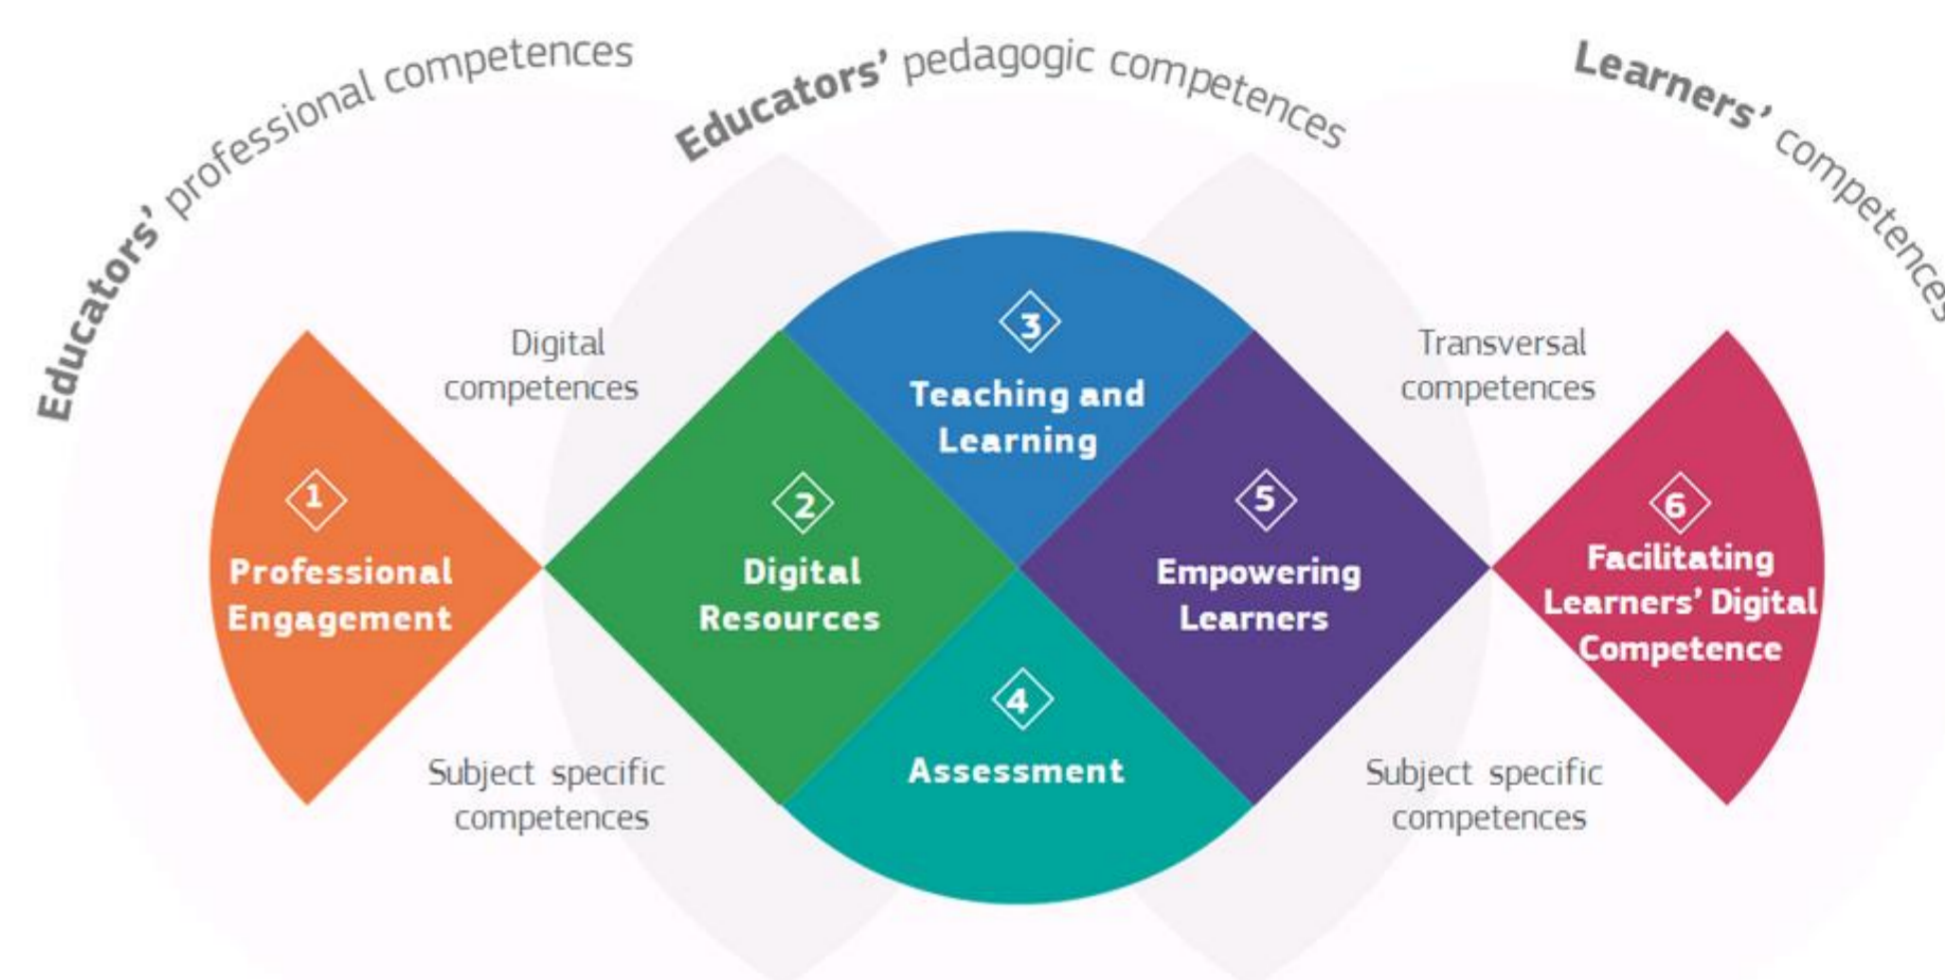 Educators’ professional competences
Educators’ pedagogic competences
Learners’ competences
Digital
competences
Transversal
competences
1
Professional
Engagement
2
Digital
Resources
3
Teaching and
Learning
4
Assessment
5
Empowering
Learners
6
Facilitating
Learners’ Digital
Competence
Subject specific
competences
Subject specific
competences